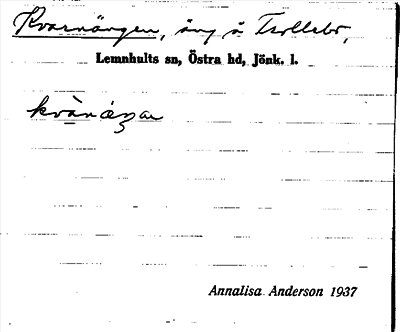 Kvarnängen, äng å Trollebo,
Lemnhults sn, Östra hd, Jönk. l.
Annalisa Anderson 1937